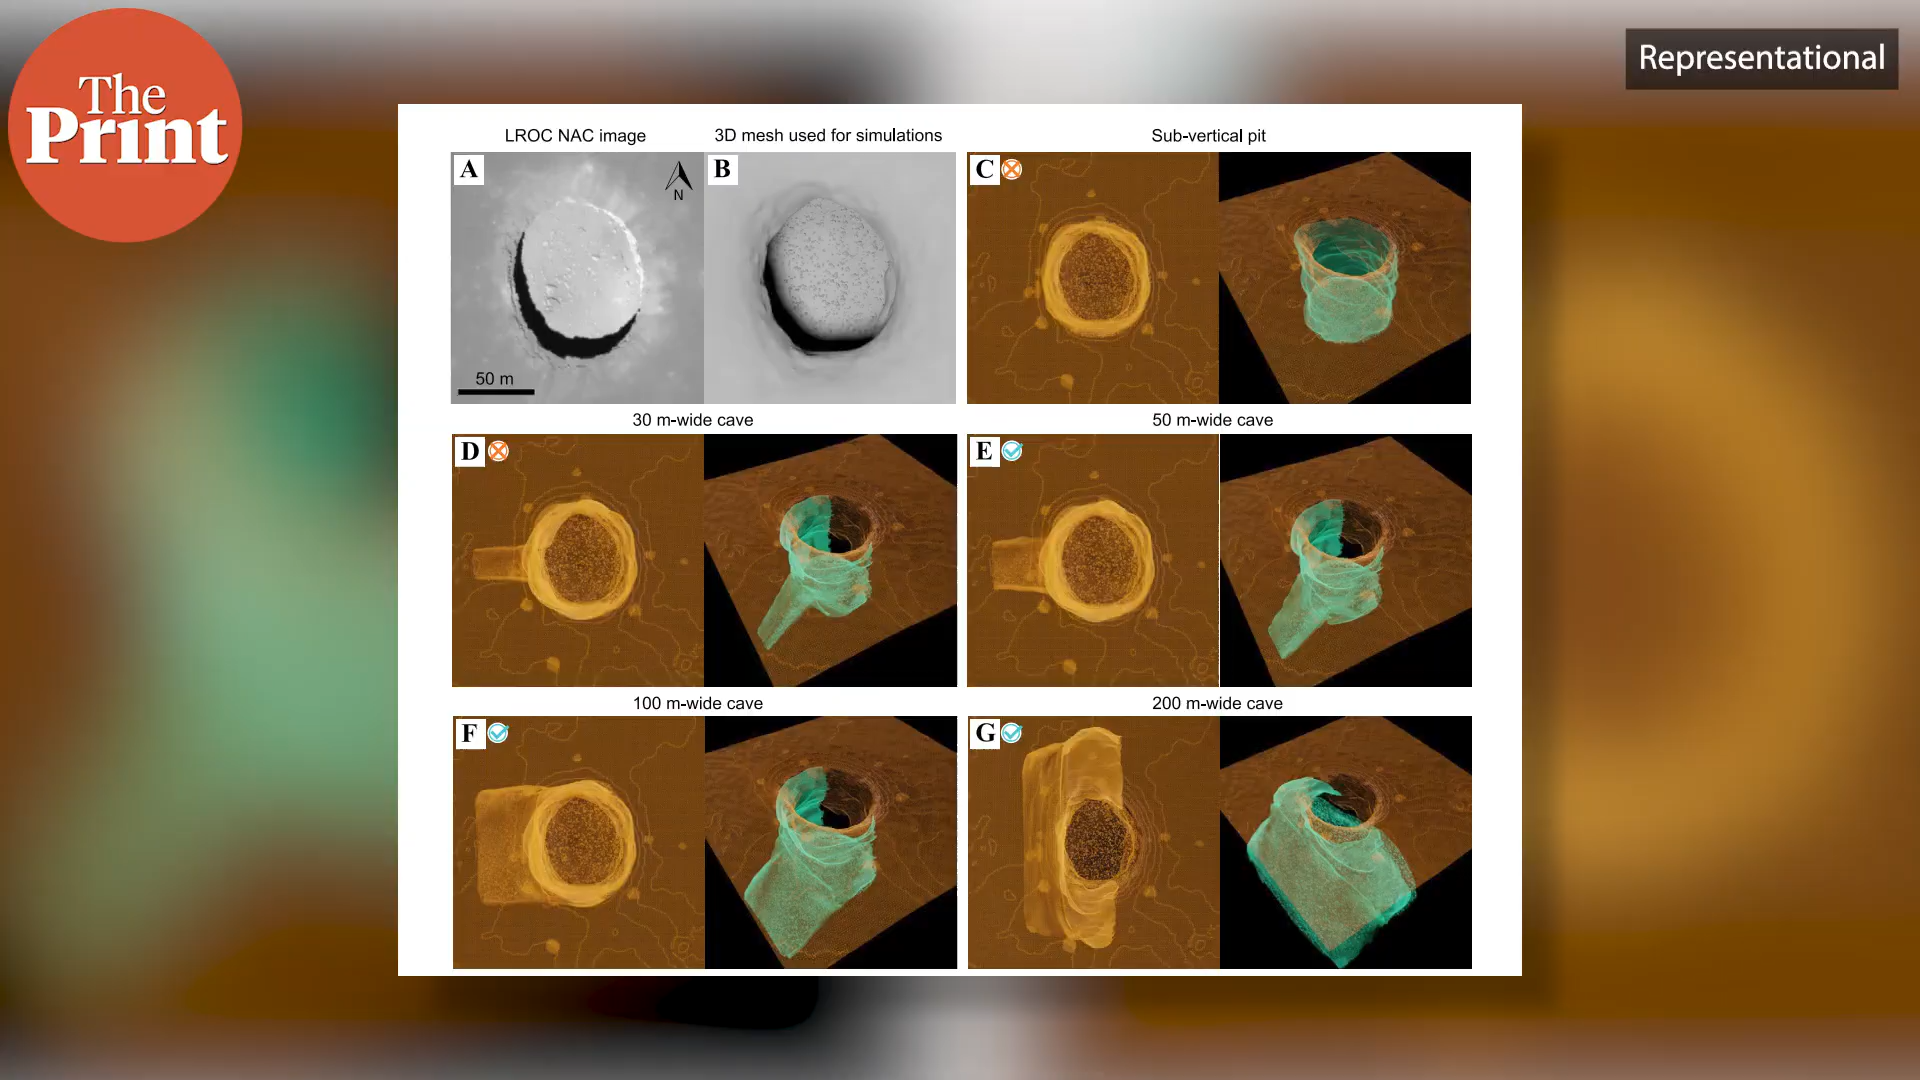 The
Print
Representational
LROC NAC image
3D mesh used for simulations
Sub-vertical pit
A
N
B
C
50 m
30 m-wide cave
50 m-wide cave
D
E
100 m-wide cave
200 m-wide cave
F
G